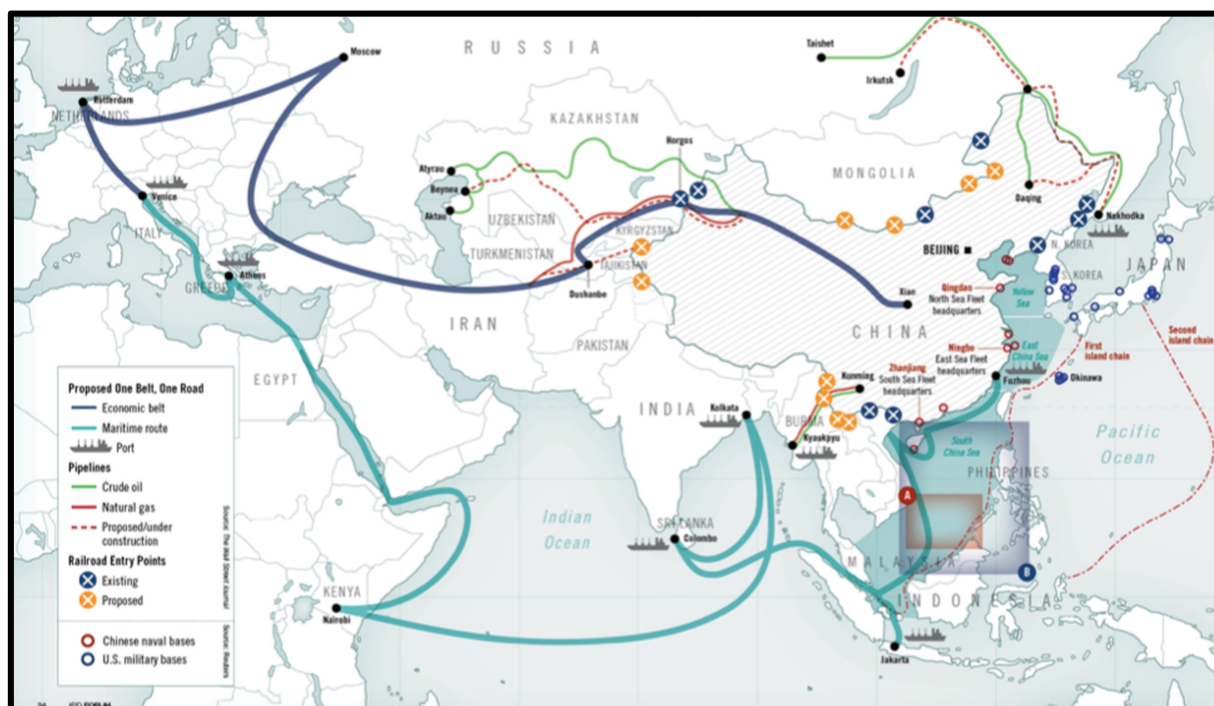 RUSSIA
Moscow
Taishet
Irkutsk
Rotterdam
NETHERLANDS
KAZAKHSTAN
Horgos
MONGOLIA
Atyrau
Beyneu
Aktau
Daqing
Nakhodka
Venice
ITALY
UZBEKISTAN
TURKMENISTAN
KYRGYZSTAN
TAJIKISTAN
BEIJING
N. KOREA
S. KOREA
JAPAN
Athens
GREECE
Dushanbe
Xian
Qingdao
North Sea Fleet
headquarters
Yellow
Sea
IRAN
CHINA
PAKISTAN
Ningbo
East Sea Fleet
headquarters
East
China Sea
First
island chain
Second
island chain
EGYPT
Kunming
Zhanjiang
South Sea Fleet
headquarters
Fuzhou
Okinawa
INDIA
Kolkata
BURMA
Kyaukpyu
South
China Sea
PHILIPPINES
Pacific
Ocean
A
Indian
Ocean
SRI LANKA
Colombo
MALAYSIA
B
INDONESIA
KENYA
Nairobi
Jakarta
Proposed One Belt, One Road
Economic belt
Maritime route
Port
Pipelines
Crude oil
Natural gas
Proposed/under
construction
Railroad Entry Points
Existing
Proposed
Chinese naval bases
U.S. military bases
Source: The Wall Street Journal
Source: Reuters